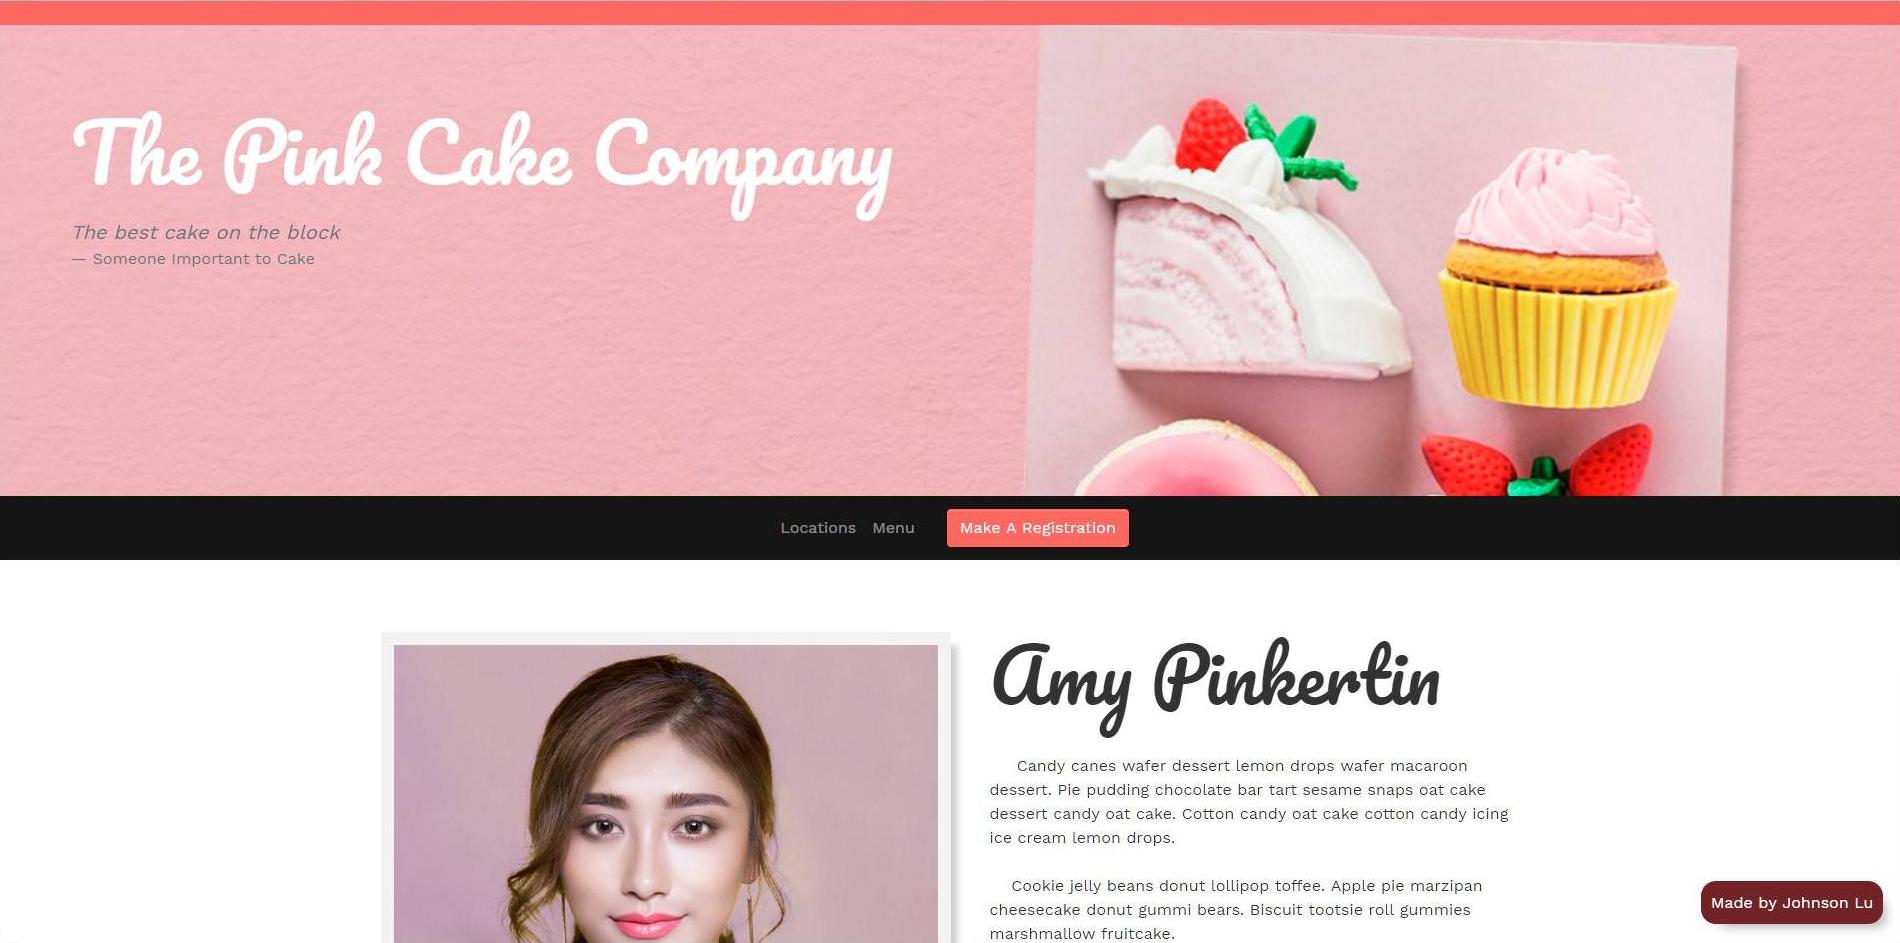 The Pink Cake Company
The best cake on the block
— Someone Important to Cake
Locations Menu Make A Registration
Amy Pinkertin
Candy canes wafer dessert lemon drops wafer macaroon
dessert. Pie pudding chocolate bar tart sesame snaps oat cake
dessert candy oat cake. Cotton candy oat cake cotton candy icing
ice cream lemon drops.
Cookie jelly beans donut lollipop toffee. Apple pie marzipan
cheesecake donut gummi bears. Biscuit tootsie roll gummies
marshmallow fruitcake.
Made by Johnson Lu